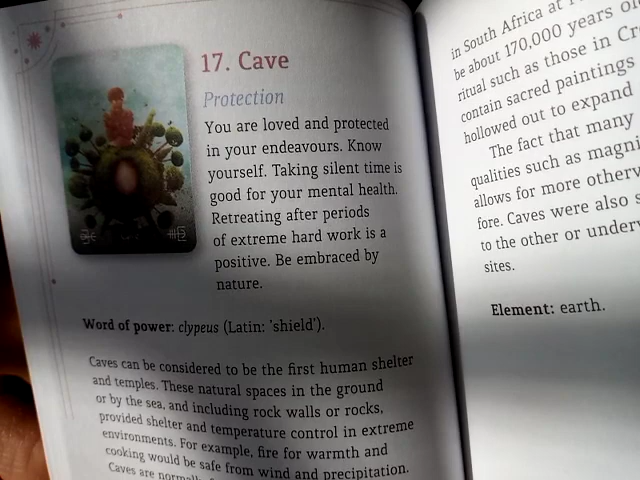 17. Cave
Protection
You are loved and protected
in your endeavours. Know
yourself. Taking silent time is
good for your mental health.
Retreating after periods
of extreme hard work is a
positive. Be embraced by
nature.
Word of power: clypeus (Latin: 'shield').
Caves can be considered to be the first human shelter
and temples. These natural spaces in the ground
or by the sea, and including rock walls or rocks,
provided shelter and temperature control in extreme
environments. For example, fire for warmth and
cooking would be safe from wind and precipitation.
Caves are
in South Africa at
be about 170,000 years
ritual such as those in
contain sacred paintings
hollowed out to expand
The fact that many
qualities such as
allows for more
fore. Caves were also
to the other or
sites.
Element: earth.